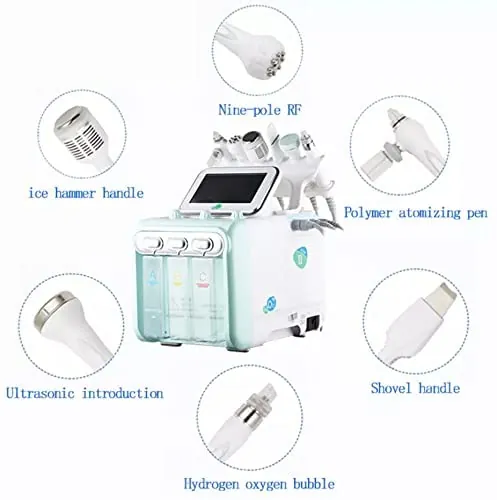 Nine-pole RF
ice hammer handle
Polymer atomizing pen
Ultrasonic introduction
Shovel handle
Hydrogen oxygen bubble